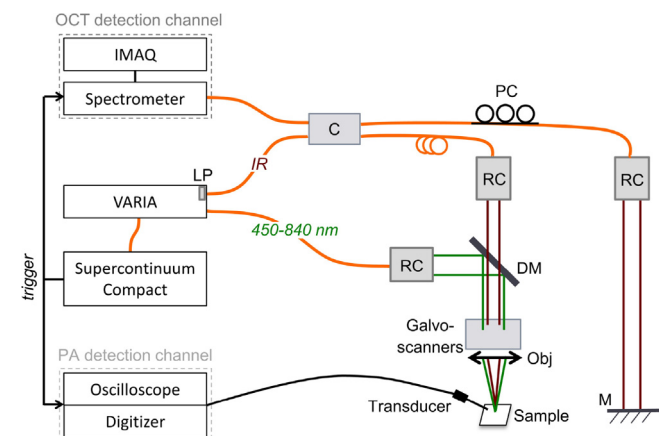 OCT detection channel
IMAQ
Spectrometer
PC
C
LP
IR
RC
RC
VARIA
450-840 nm
trigger
Supercontinuum
Compact
RC
DM
Galvo-
scanners
Obj
PA detection channel
Oscilloscope
Digitizer
Transducer
Sample
M